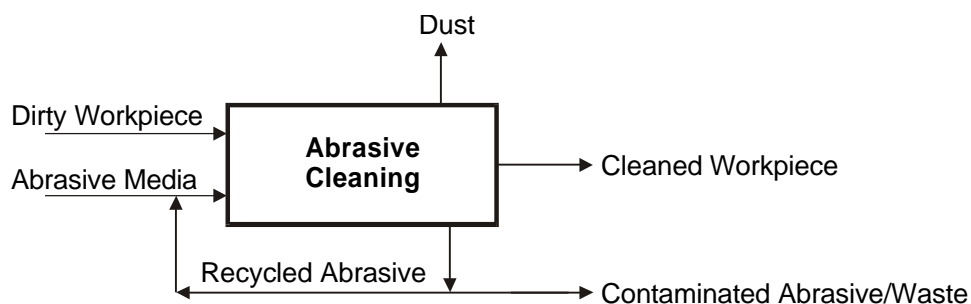 Dust
Dirty Workpiece
Abrasive
Cleaning
Abrasive Media
Cleaned Workpiece
Recycled Abrasive
Contaminated Abrasive/Waste